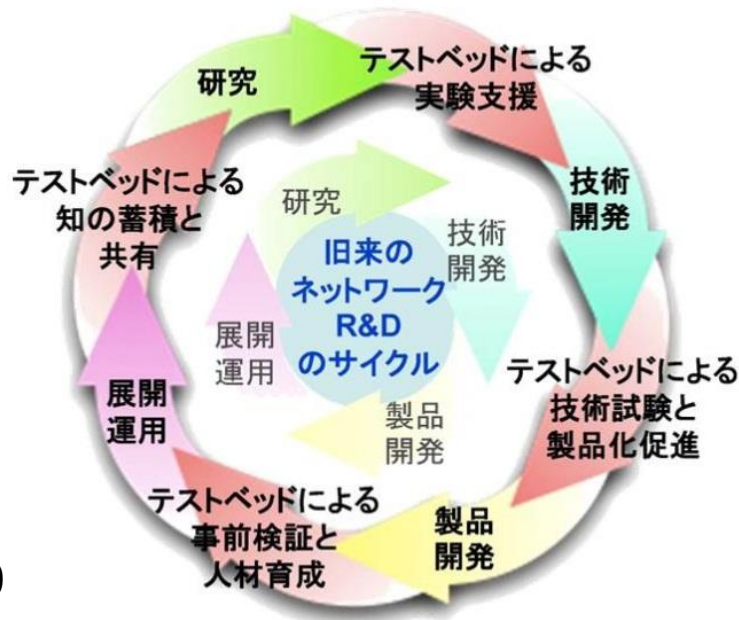 研究
テストベッドによる
実験支援
技術
開発
テストベッドによる
技術試験と
製品化促進
製品
開発
テストベッドによる
事前検証と
人材育成
展開
運用
テストベッドによる
知の蓄積と
共有
研究
技術
開発
製品
開発
展開
運用
旧来の
ネットワーク
R&D
のサイクル
)